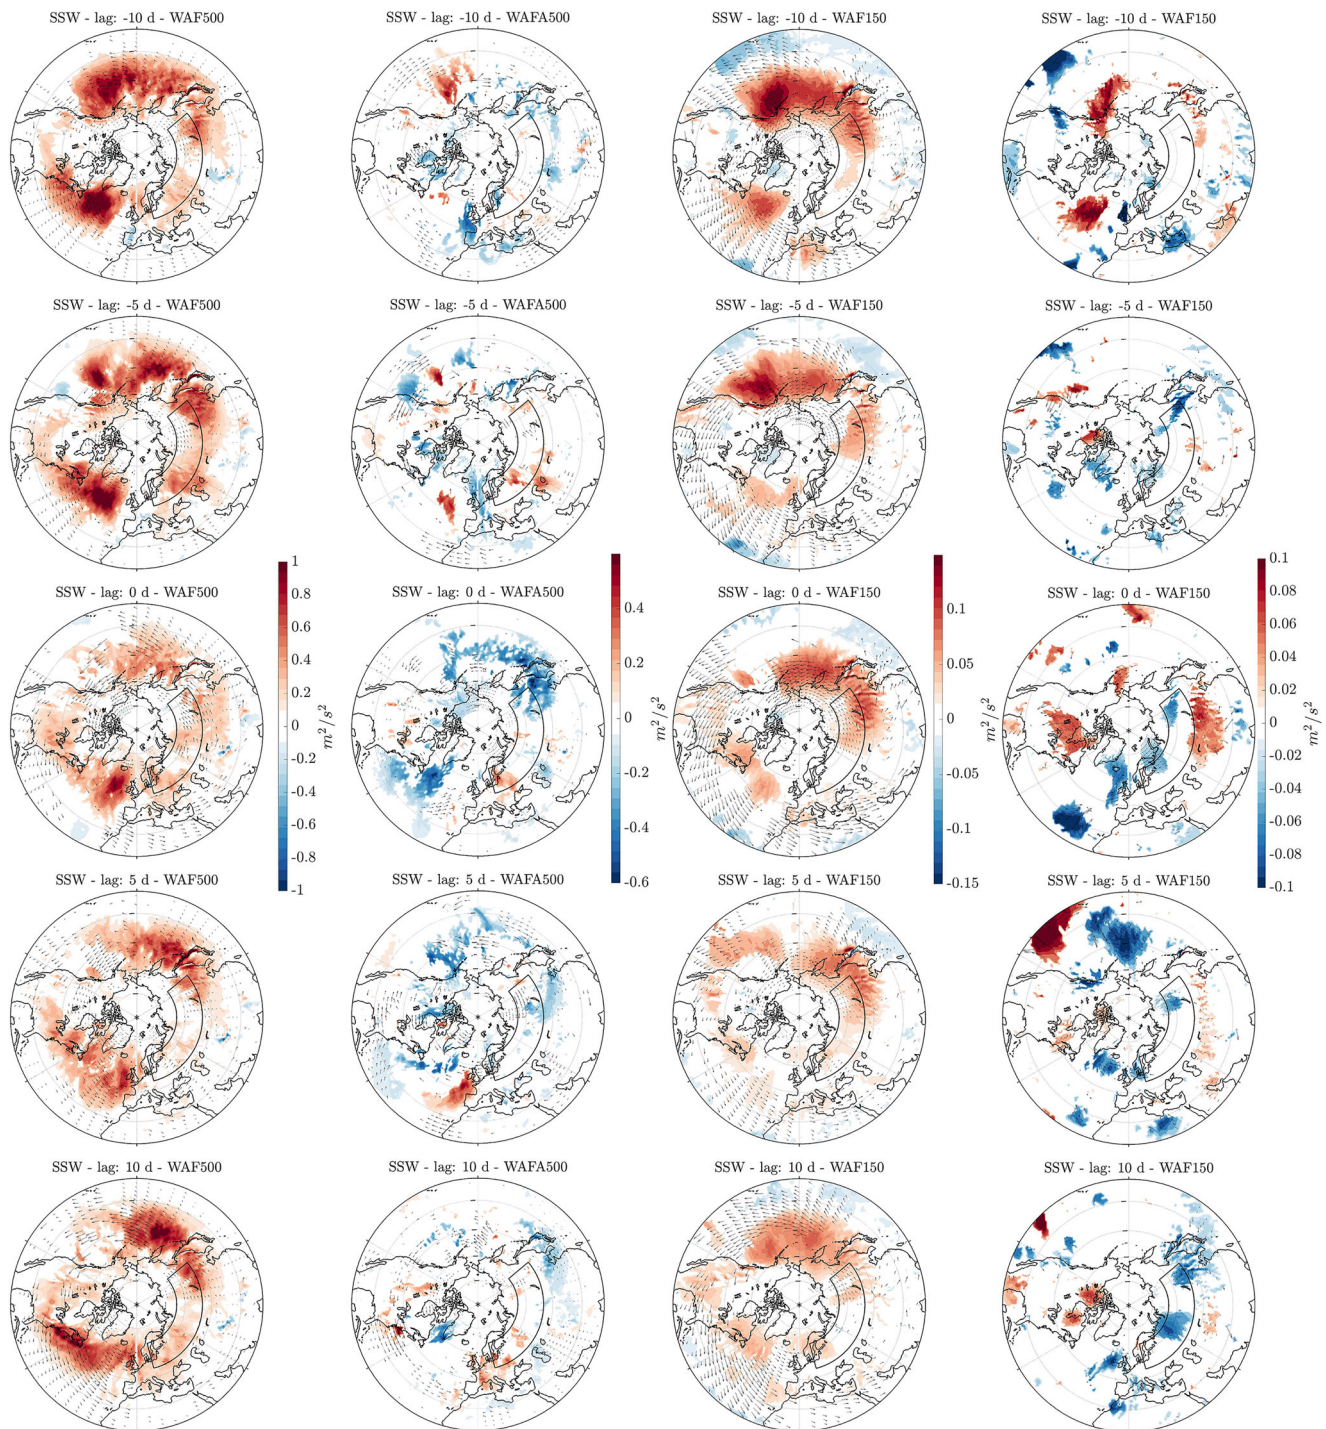 SSW - lag: -10 d - WAF500
SSW - lag: -10 d - WAFA500
SSW - lag: -10 d - WAF150
SSW - lag: -10 d - WAF150
SSW - lag: -5 d - WAF500
SSW - lag: -5 d - WAFA500
SSW - lag: -5 d - WAF150
SSW - lag: -5 d - WAF150
SSW - lag: 0 d - WAF500
SSW - lag: 0 d - WAFA500
SSW - lag: 0 d - WAF150
SSW - lag: 0 d - WAF150
1
0.8
0.6
0.4
0.2
0
-0.2
-0.4
-0.6
-0.8
-1
m²/s²
0.4
0.2
0
-0.2
-0.4
-0.6
m²/s²
0.1
0.05
0
-0.05
-0.1
-0.15
m²/s²
0.1
0.08
0.06
0.04
0.02
0
-0.02
-0.04
-0.06
-0.08
-0.1
m²/s²
SSW - lag: 5 d - WAF500
SSW - lag: 5 d - WAFA500
SSW - lag: 5 d - WAF150
SSW - lag: 5 d - WAF150
SSW - lag: 10 d - WAF500
SSW - lag: 10 d - WAFA500
SSW - lag: 10 d - WAF150
SSW - lag: 10 d - WAF150